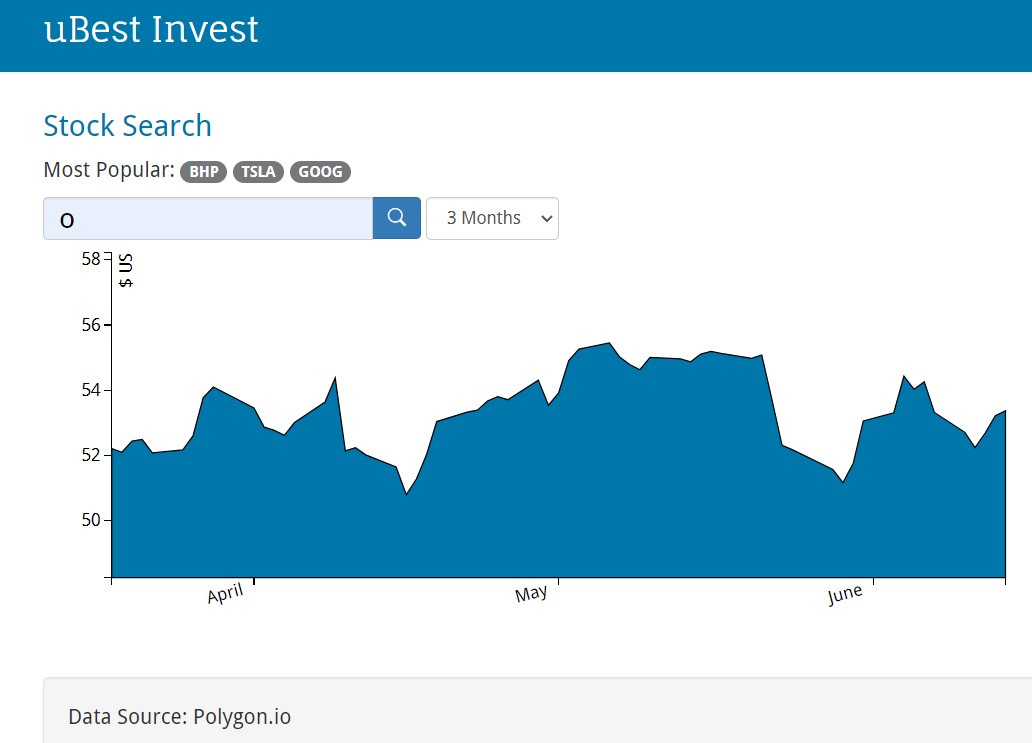 uBest Invest
Stock Search
Most Popular: BHP TSLA GOOG
O
3 Months
58
$ US
56
54
52
50
April May June
Data Source: Polygon.io